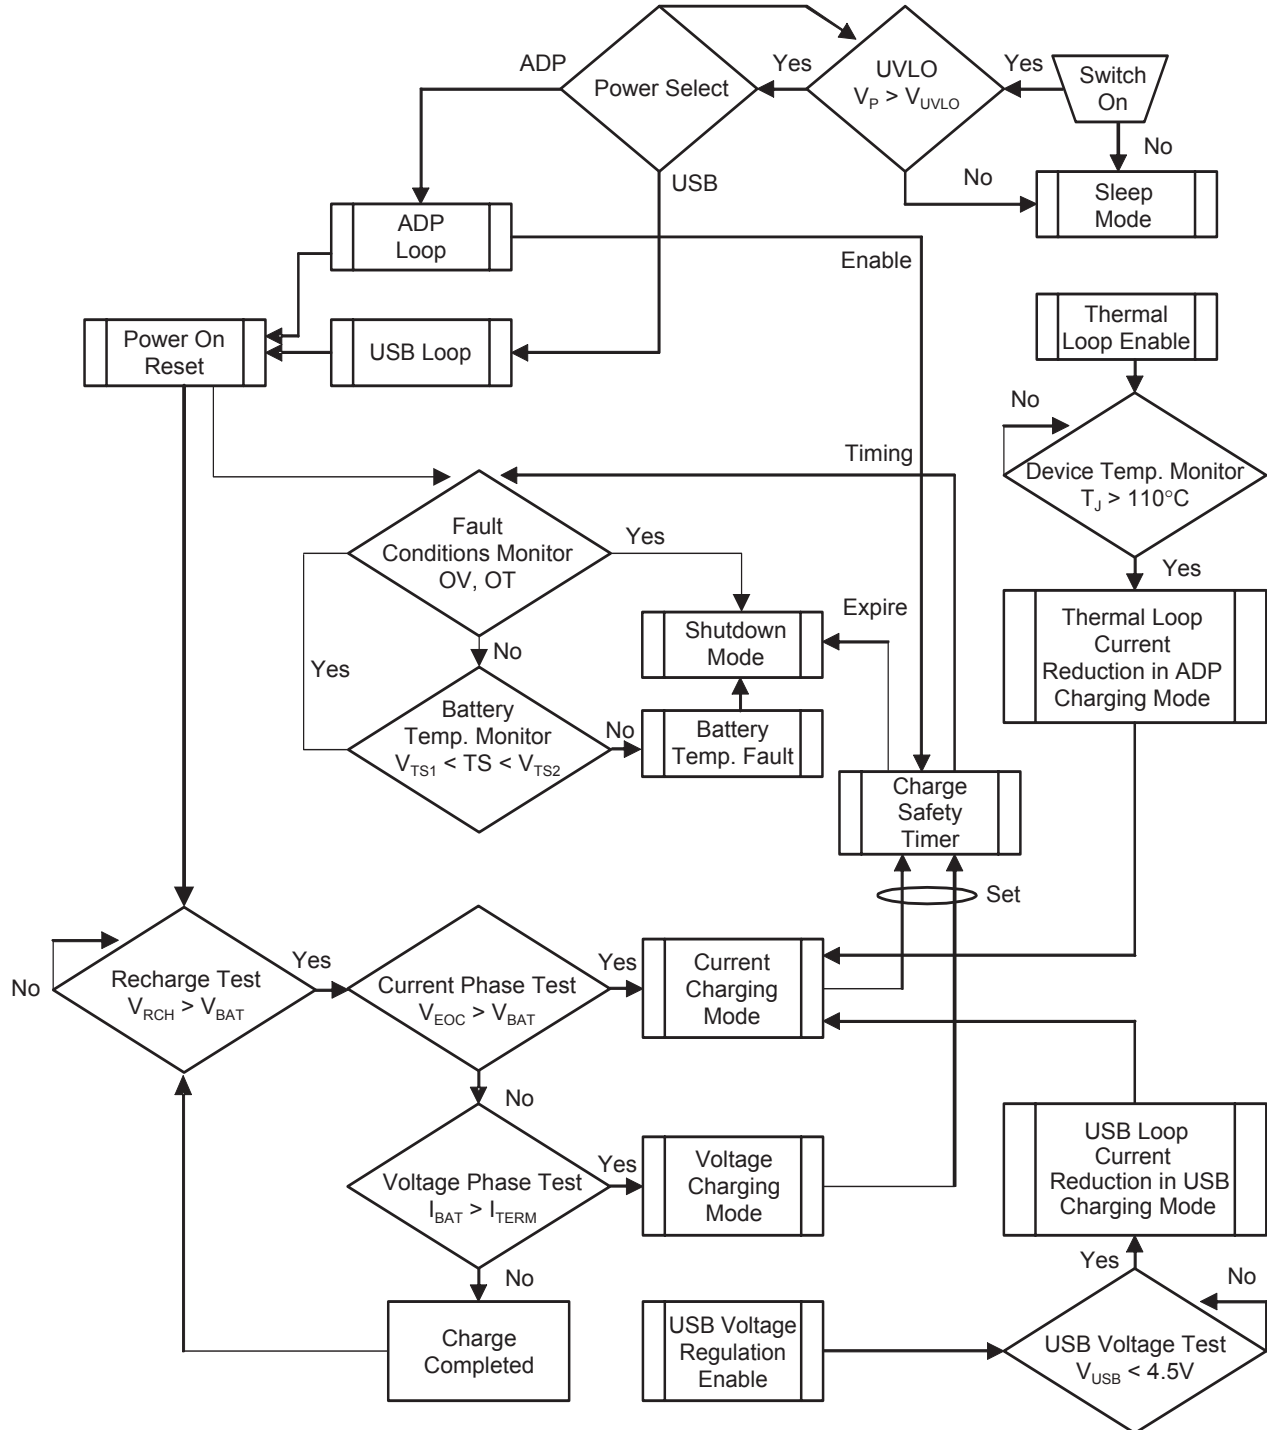 ADP
Power Select
Yes
UVLO
V_P > V_UVLO
Yes
Switch
On
No
No
USB
Sleep
Mode
ADP
Loop
Enable
Power On
Reset
USB Loop
Thermal
Loop Enable
No
Timing
Device Temp. Monitor
T_J > 110°C
Fault
Conditions Monitor
OV, OT
Yes
Yes
Expire
Thermal Loop
Current
Reduction in ADP
Charging Mode
Shutdown
Mode
No
Yes
Battery
Temp. Monitor
V_TS1 < TS < V_TS2
No
Battery
Temp. Fault
Charge
Safety
Timer
Set
No
Recharge Test
V_RCH > V_BAT
Yes
Current Phase Test
V_EOC > V_BAT
Yes
Current
Charging
Mode
No
Voltage Phase Test
I_BAT > I_TERM
Yes
Voltage
Charging
Mode
USB Loop
Current
Reduction in USB
Charging Mode
Yes
No
No
Charge
Completed
USB Voltage
Regulation
Enable
USB Voltage Test
V_USB < 4.5V